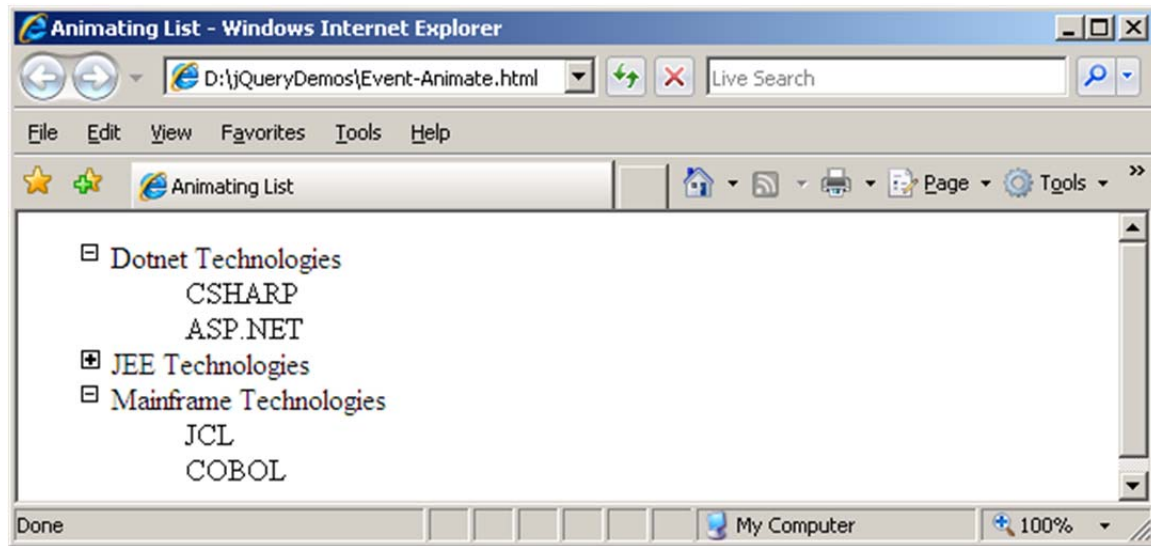 Animating List - Windows Internet Explorer
D:\jQueryDemos\Event-Animate.html Live Search
File Edit View Favorites Tools Help
Animating List Page Tools »
Dotnet Technologies
CSHARP
ASP.NET
JEE Technologies
Mainframe Technologies
JCL
COBOL
Done My Computer 100%